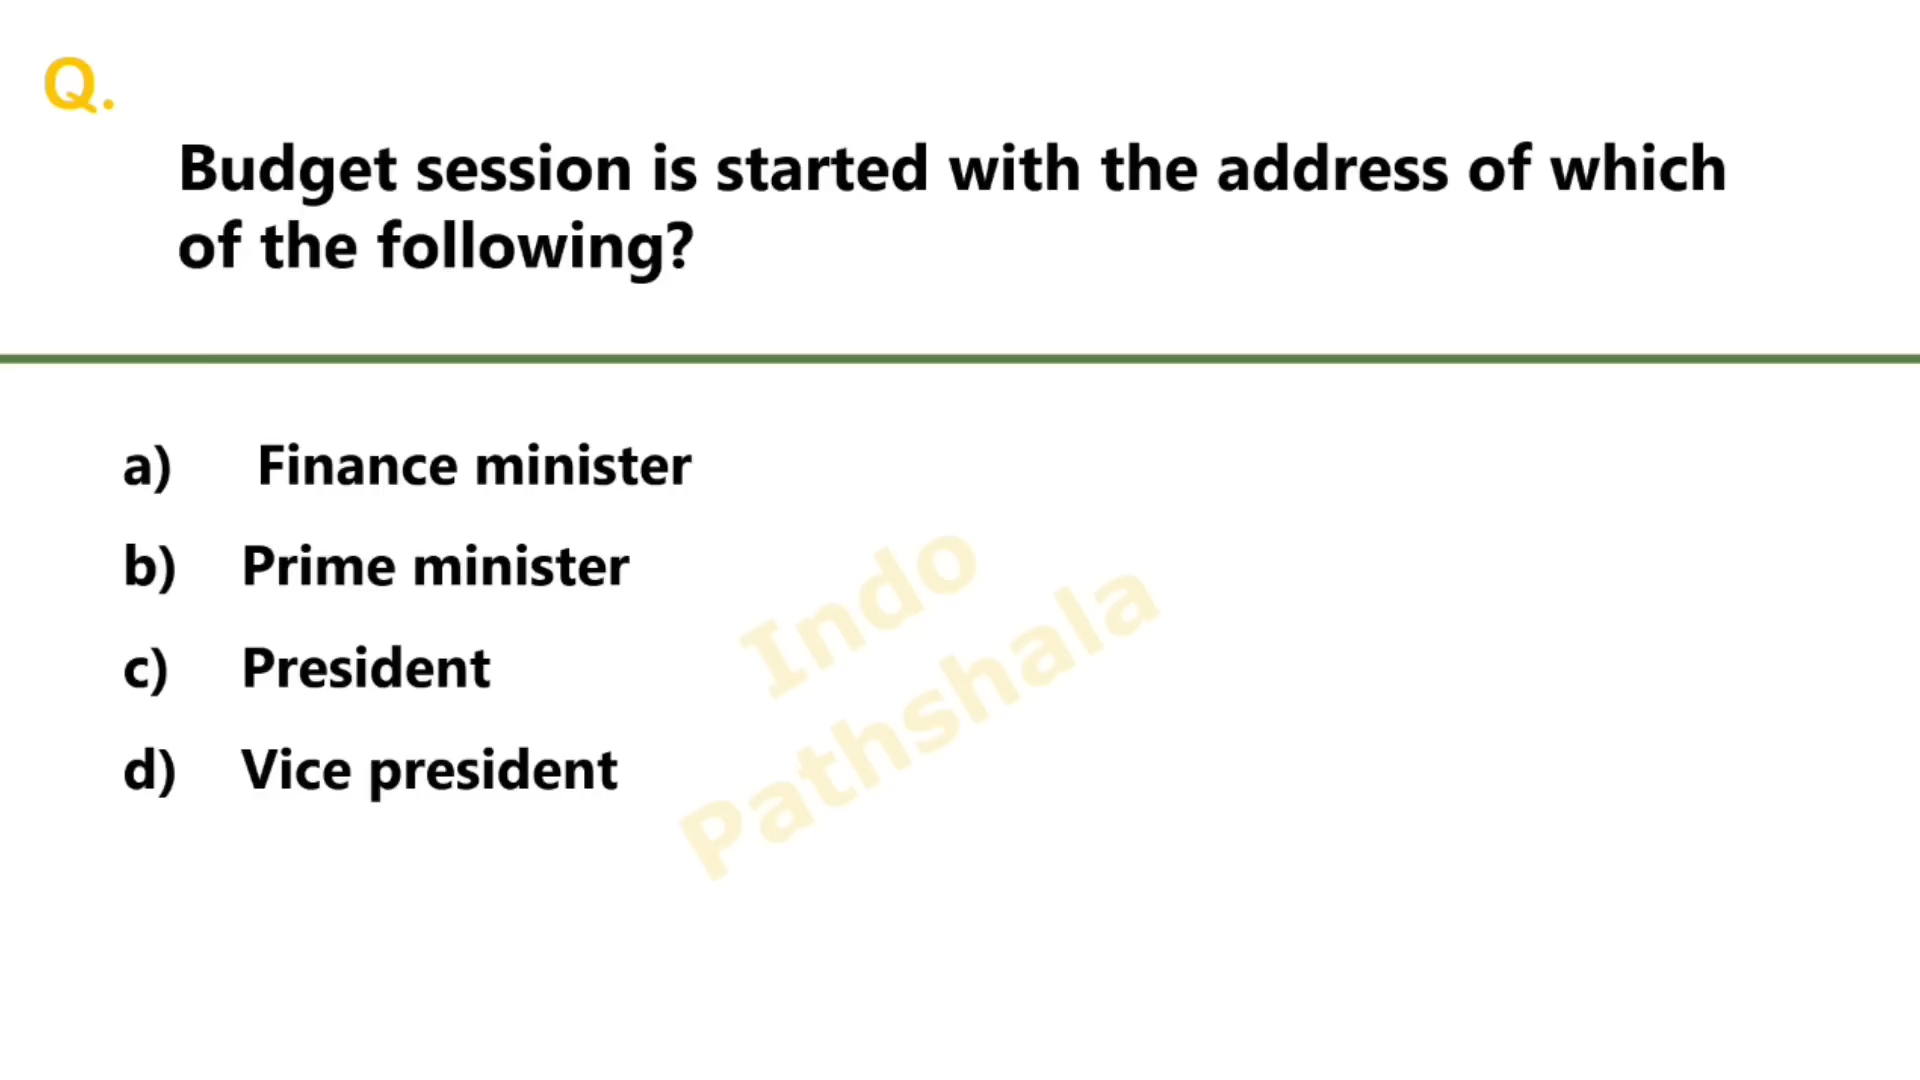 Q.
Budget session is started with the address of which
of the following?
a) Finance minister
b) Prime minister
c) President
d) Vice president
Indo
Pathshala